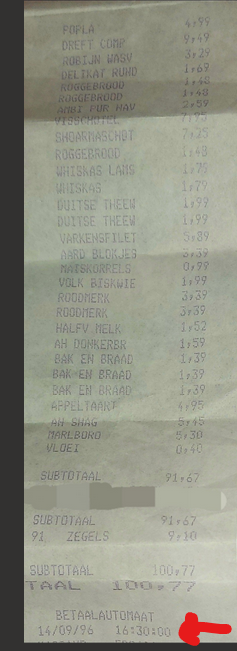 POPLA 4,99
DREFT COMP 9,49
ROBIJN WASV 3,29
DELIKAT RUND 1,69
ROGGEBROOD 1,48
ROGGEBROOD 1,48
AMBI PUR NAV 2,59
VISSCHOTEL 7,95
SHOARMASCHOT 7,25
ROGGEBROOD 1,48
WHISKAS LAMS 1,79
WHISKAS 1,79
DUITSE THEEW 1,99
DUITSE THEEW 1,99
VARKENSFILET 5,89
AARD BLOKJES 3,39
MAISKORRELS 0,99
VOLK BISKWIE 1,99
ROOMERK 3,39
ROOMERK 3,39
HALFV MELK 1,52
AH DONKERBR 1,59
BAK EN BRAAD 1,39
BAK EN BRAAD 1,39
BAK EN BRAAD 1,39
APPELTAART 4,95
AH SHAG 5,45
MARLBORO 5,30
VLOEI 0,40
SUBTOTAAL 91,67
SUBTOTAAL 91,67
91 ZEGELS 9,10
SUBTOTAAL 100,77
TAAL 100,77
BETAALAUTOMAAT
14/09/96 16:30:00